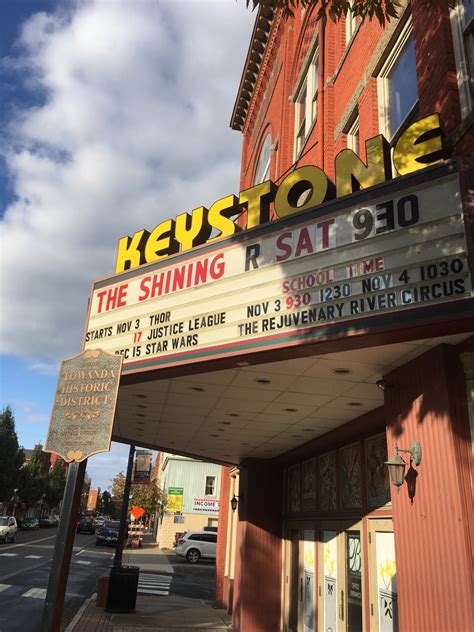 KEYSTONE
THE SHINING R SAT 930
STARTS NOV 3 THOR
17 JUSTICE LEAGUE
DEC 15 STAR WARS
SCHOOL TIME
NOV 3 930 1230 NOV 4 1030
THE REJUVENARY RIVER CIRCUS
TOWANDA
HISTORIC
DISTRICT
INCOME